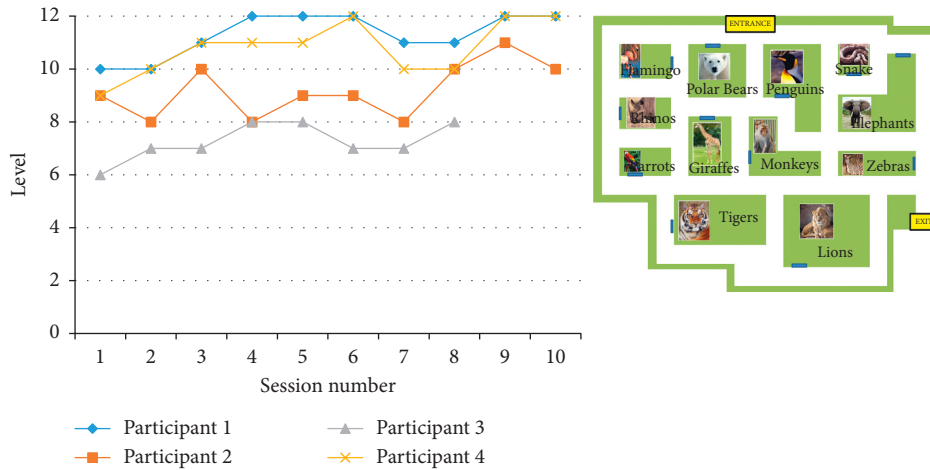 12
10
8
6
4
2
0
Level
1 2 3 4 5 6 7 8 9 10
Session number
Participant 1
Participant 2
Participant 3
Participant 4
ENTRANCE
Flamingo
Polar Bears
Penguins
Snake
Rhinos
Elephants
Parrots
Giraffes
Monkeys
Zebras
Tigers
Lions
EXIT